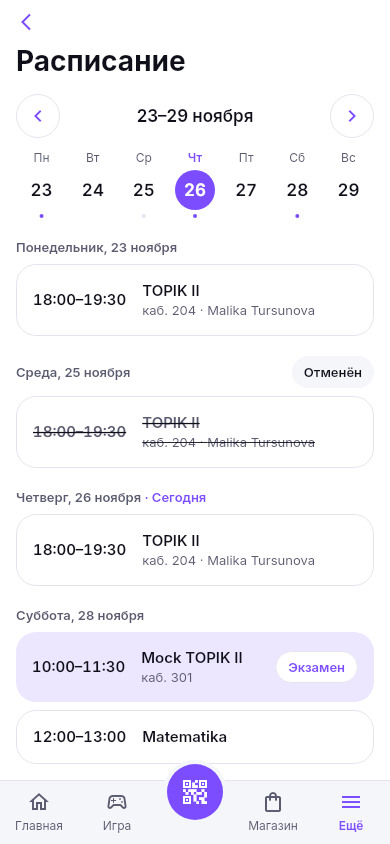 Расписание
23–29 ноября
Пн Вт Ср Чт Пт Сб Вс
23 24 25 26 27 28 29
Понедельник, 23 ноября
18:00–19:30 TOPIK II
каб. 204 · Malika Tursunova
Среда, 25 ноября Отменён
18:00–19:30 TOPIK II
каб. 204 · Malika Tursunova
Четверг, 26 ноября · Сегодня
18:00–19:30 TOPIK II
каб. 204 · Malika Tursunova
Суббота, 28 ноября
10:00–11:30 Mock TOPIK II
каб. 301 Экзамен
12:00–13:00 Matematika
Главная Игра Магазин Ещё